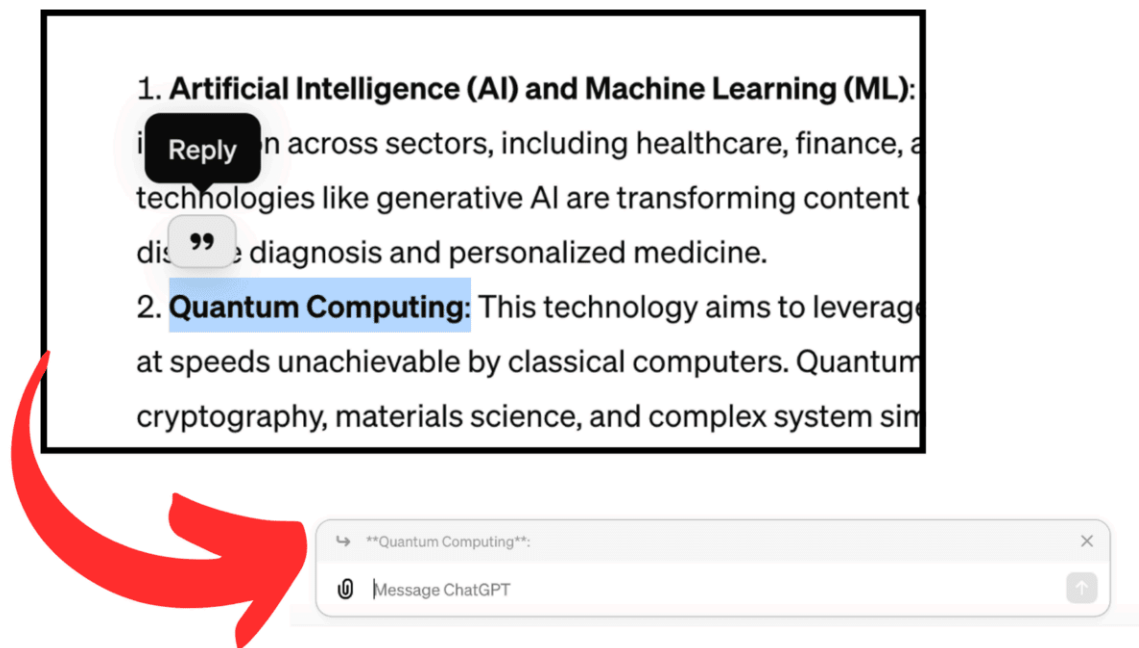 1. Artificial Intelligence (AI) and Machine Learning (ML):
Reply
across sectors, including healthcare, finance,
technologies like generative AI are transforming content
”
diagnosis and personalized medicine.
2. Quantum Computing: This technology aims to leverage
at speeds unachievable by classical computers. Quantum
cryptography, materials science, and complex system
**Quantum Computing**:
Message ChatGPT